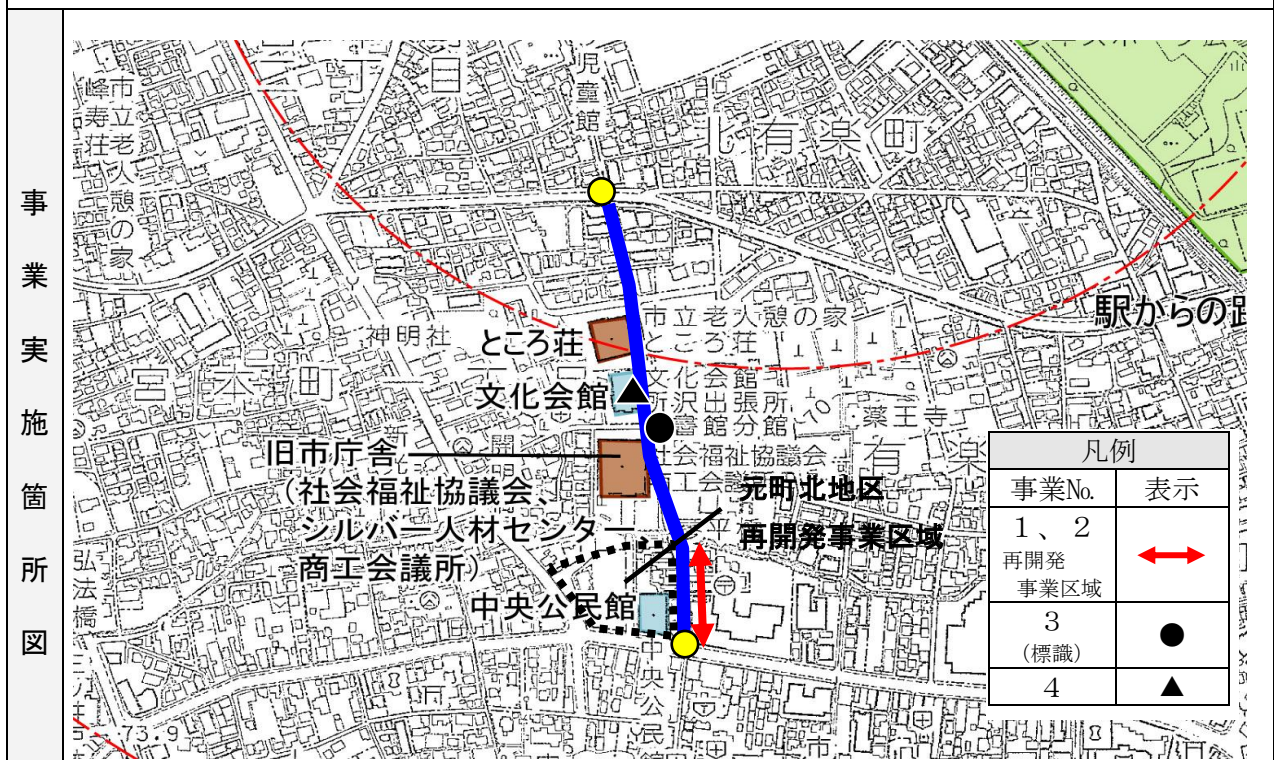 事業実施箇所図
二丁目
児童館
北有楽町
市立老人憩の家
峰寿荘
駅からの距
神明社
ところ荘
市立老人憩の家
ところ荘
文化会館
文化会館
所沢出張所
宮本町
薬王寺
有楽
旧市庁舎
(社会福祉協議会、
シルバー人材センター
商工会議所)
社会福祉協議会
元町北地区
再開発事業区域
中央公民館
弘法橋
中央公民
73.9
70
凡例
事業No. 表示
1、2
再開発
事業区域
3
(標識)
●
4 ▲